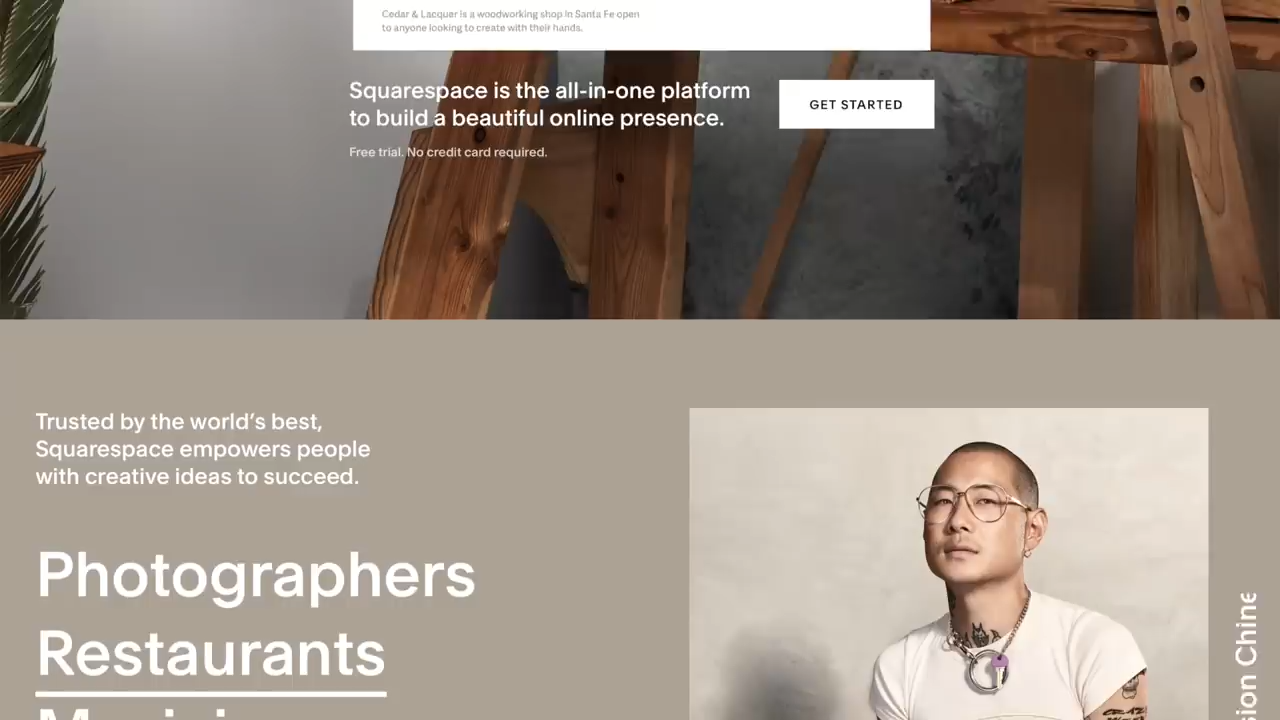 Cedar & Lacquer is a woodworking shop in Santa Fe open
to anyone looking to create with their hands.
Squarespace is the all-in-one platform
to build a beautiful online presence.
GET STARTED
Free trial. No credit card required.
Trusted by the world’s best,
Squarespace empowers people
with creative ideas to succeed.
Photographers
Restaurants